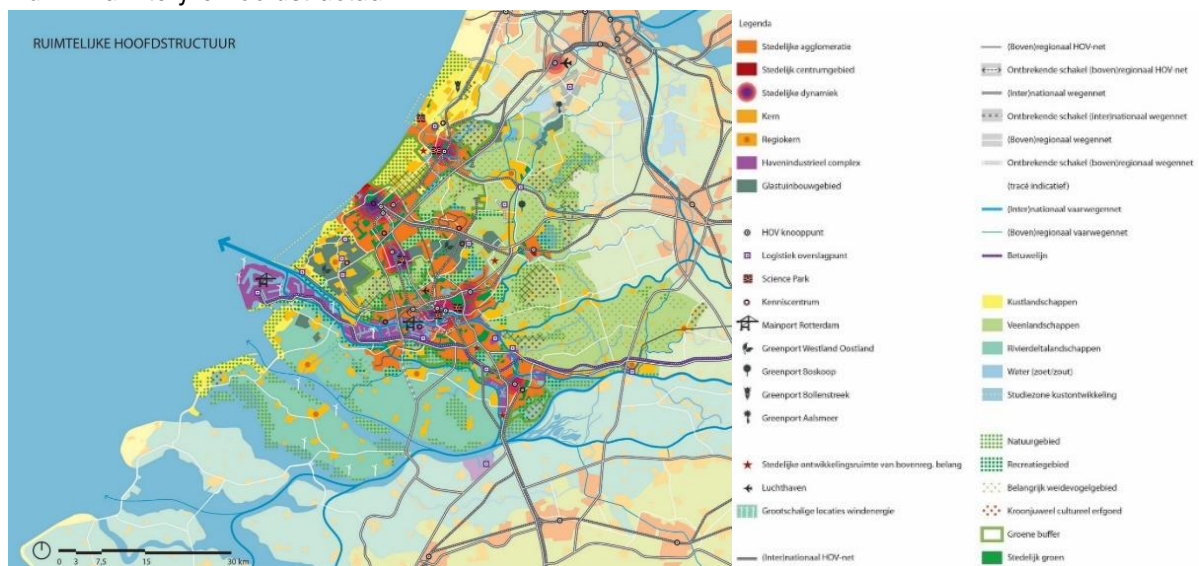 RUIMTELIJKE HOOFDSTRUCTUUR
0 3 7,5 15 30 km
Legenda
Stedelijke agglomeratie
Stedelijk centrumgebied
Stedelijke dynamiek
Kern
Regiokern
Havenindustrieel complex
Glastuinbouwgebied
HOV knooppunt
Logistiek overslagpunt
Science Park
Kenniscentrum
Mainport Rotterdam
Greenport Westland Oostland
Greenport Boskoop
Greenport Bollenstreek
Greenport Aalsmeer
Stedelijke ontwikkelingsruimte van bovenreg. belang
Luchthaven
Grootschalige locaties windenergie
(Inter)nationaal HOV-net
(Boven)regionaal HOV-net
Ontbrekende schakel (boven)regionaal HOV-net
(Inter)nationaal wegennet
Ontbrekende schakel (inter)nationaal wegennet
(Boven)regionaal wegennet
Ontbrekende schakel (boven)regionaal wegennet
(tracé indicatief)
(Inter)nationaal vaarwegennet
(Boven)regionaal vaarwegennet
Betuwelijn
Kustlandschappen
Veenlandschappen
Rivierdeltalandschappen
Water (zoet/zout)
Studiezone kustontwikkeling
Natuurgebied
Recreatiegebied
Belangrijk weidevogelgebied
Kroonjuweel cultureel erfgoed
Groene buffer
Stedelijk groen